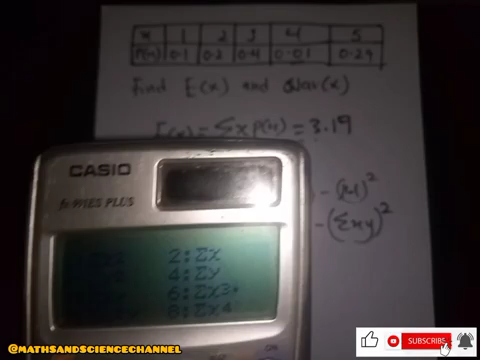 x 1 2 3 4 5
P(x) 0.1 0.2 0.4 0.01 0.29
Find E(x) and Var(x)
E(x) = Σx p(x) = 3.19
- (μ)²
- (Σxy)²
CASIO
fx-991ES PLUS
2:Σx
4:Σy
6:Σx³
8:Σx⁴
ON
@MATHSANDSCIENCECHANNEL
SUBSCRIBE